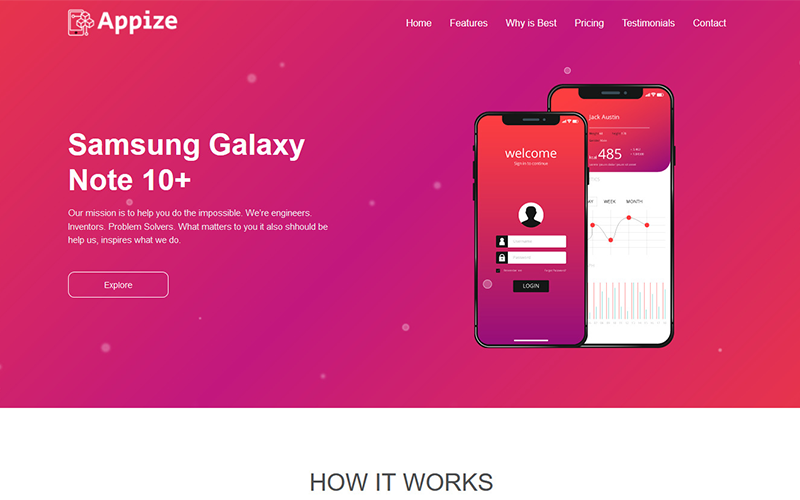 Appize
Home Features Why is Best Pricing Testimonials Contact
Samsung Galaxy
Note 10+
Our mission is to help you do the impossible. We're engineers.
Inventors. Problem Solvers. What matters to you it also shhould be
help us, inspires what we do.
Explore
welcome
Sign in to continue
LOGIN
Jack Austin
485
WEEK MONTH
HOW IT WORKS